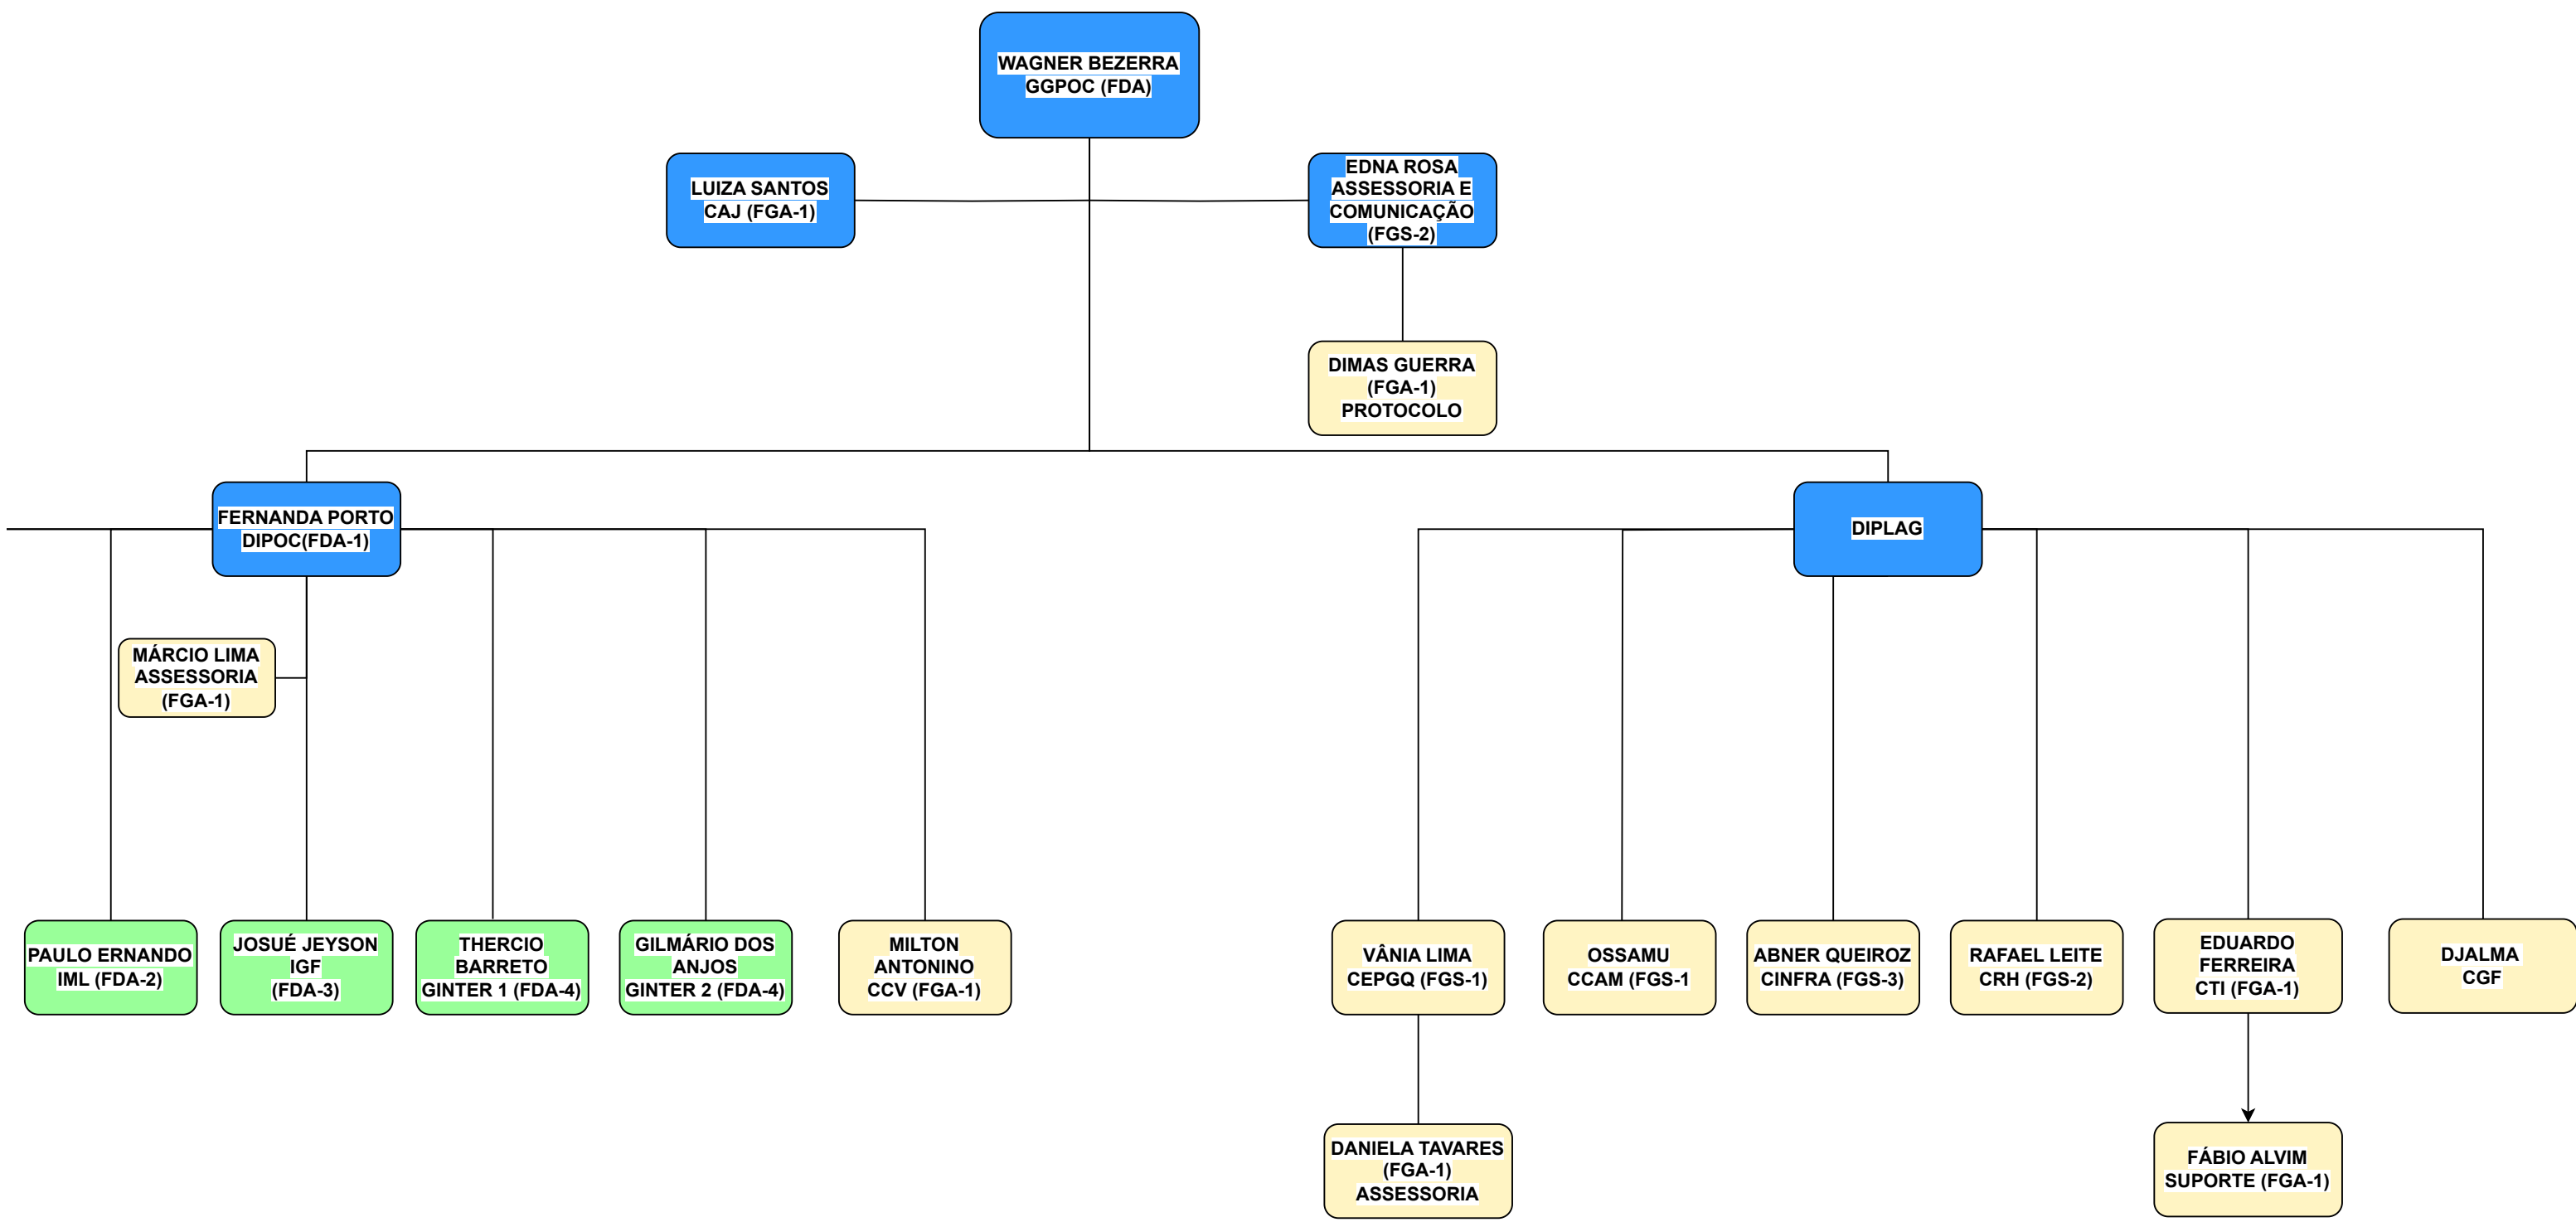 WAGNER BEZERRA
GGPOC (FDA)
LUIZA SANTOS
CAJ (FGA-1)
EDNA ROSA
ASSESSORIA E
COMUNICAÇÃO
(FGS-2)
DIMAS GUERRA
(FGA-1)
PROTOCOLO
FERNANDA PORTO
DIPOC(FDA-1)
DIPLAG
MÁRCIO LIMA
ASSESSORIA
(FGA-1)
PAULO ERNANDO
IML (FDA-2)
JOSUÉ JEYSON
IGF
(FDA-3)
THERCIO
BARRETO
GINTER 1 (FDA-4)
GILMÁRIO DOS
ANJOS
GINTER 2 (FDA-4)
MILTON
ANTONINO
CCV (FGA-1)
VÂNIA LIMA
CEPGQ (FGS-1)
OSSAMU
CCAM (FGS-1
ABNER QUEIROZ
CINFRA (FGS-3)
RAFAEL LEITE
CRH (FGS-2)
EDUARDO
FERREIRA
CTI (FGA-1)
DJALMA
CGF
DANIELA TAVARES
(FGA-1)
ASSESSORIA
FÁBIO ALVIM
SUPORTE (FGA-1)